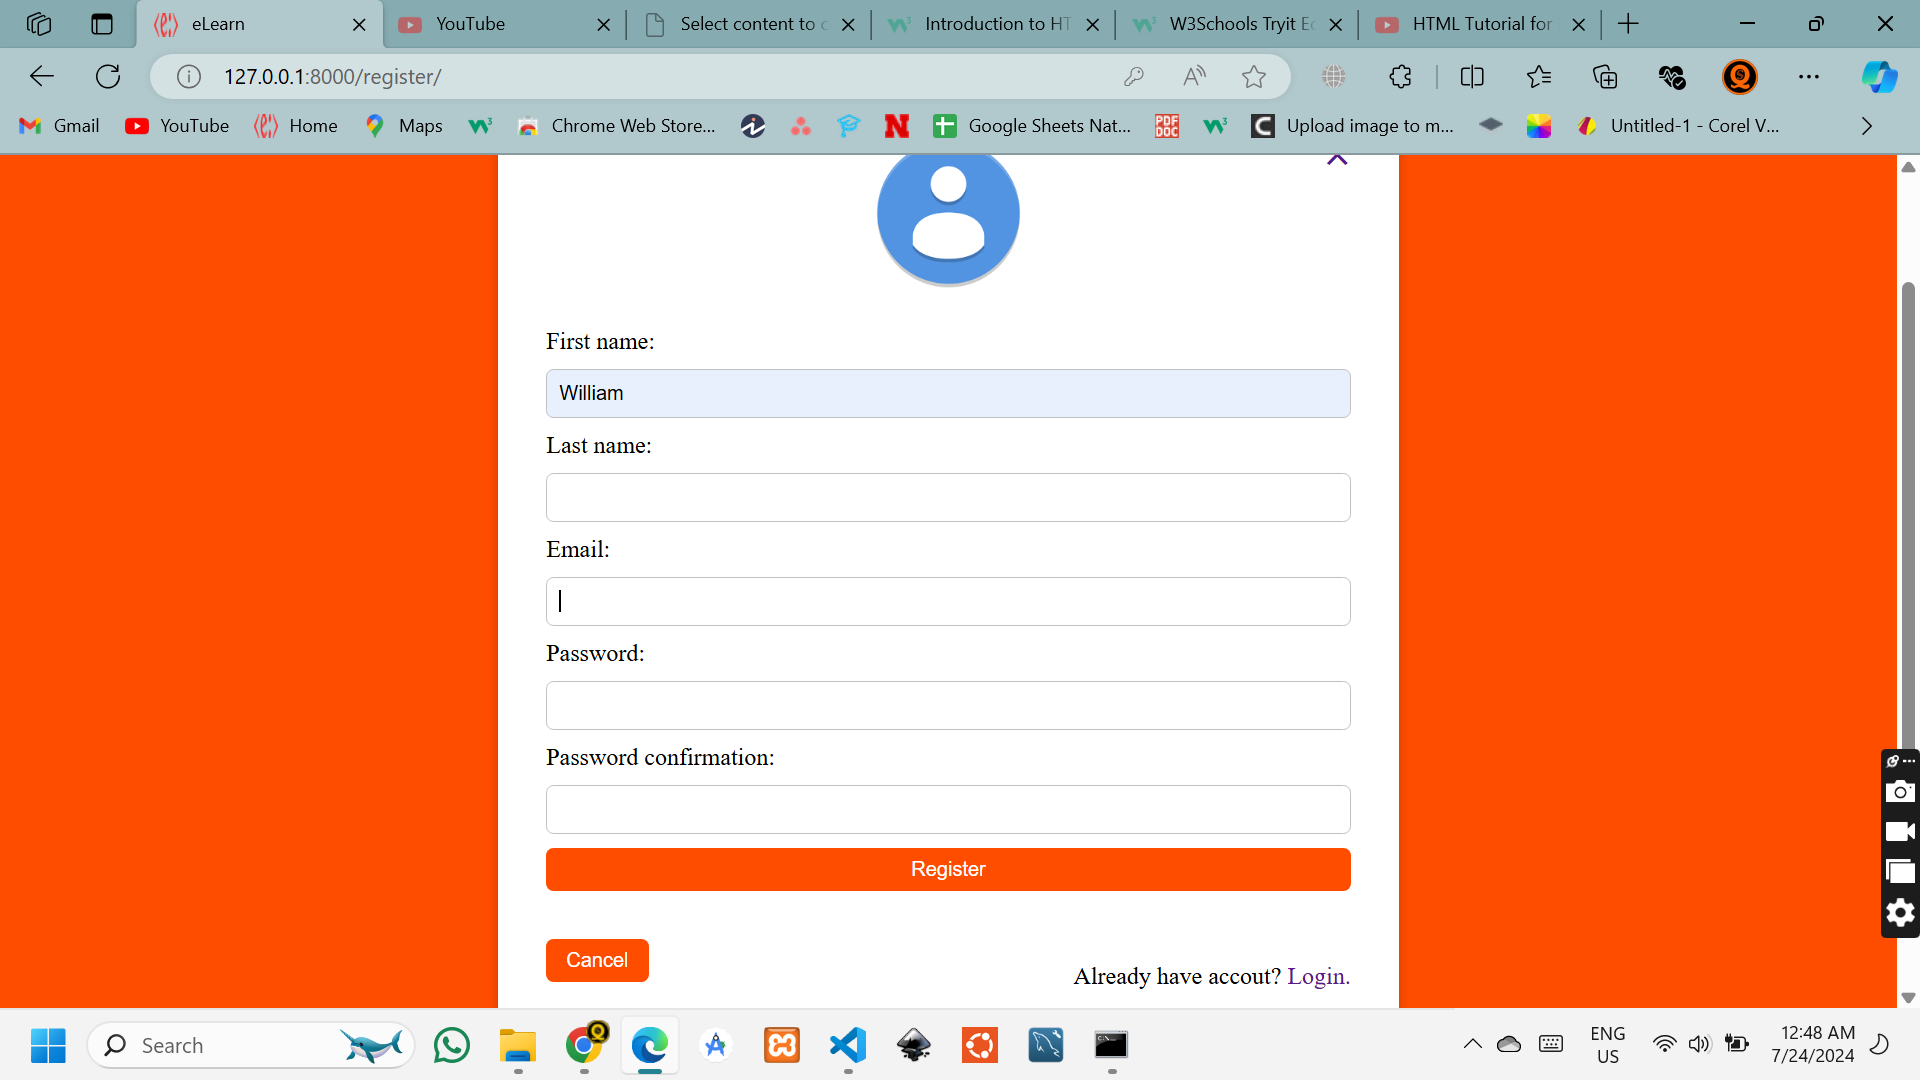 eLearn
YouTube
Select content to c
Introduction to HT
W3Schools Tryit Ec
HTML Tutorial for
127.0.0.1:8000/register/
Gmail
YouTube
Home
Maps
Chrome Web Store...
Google Sheets Nat...
PDF
DOC
Upload image to m...
Untitled-1 - Corel V...
First name:
William
Last name:
Email:
Password:
Password confirmation:
Register
Cancel
Already have accout? Login.
Search
ENG
US
12:48 AM
7/24/2024